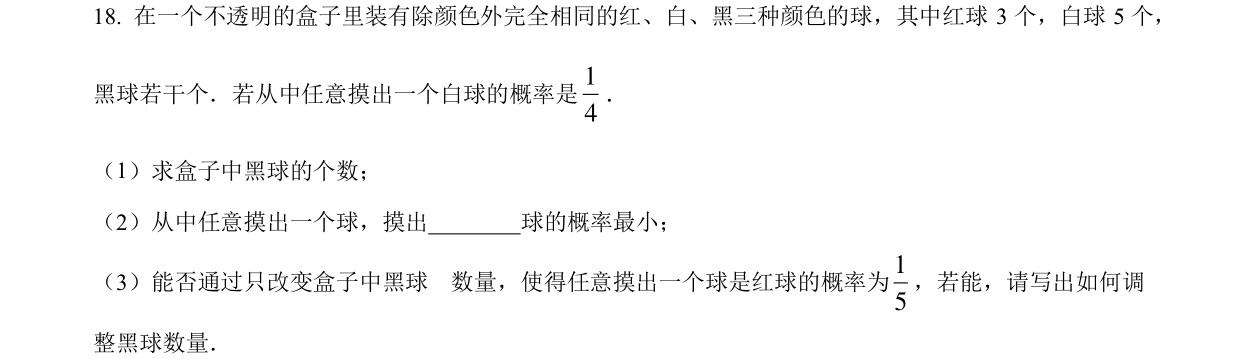 18. 在一个不透明的盒子里装有除颜色外完全相同的红、白、黑三种颜色的球，其中红球 3 个，白球 5 个，
黑球若干个．若从中任意摸出一个白球的概率是 1/4．
（1）求盒子中黑球的个数；
（2）从中任意摸出一个球，摸出________球的概率最小；
（3）能否通过只改变盒子中黑球 数量，使得任意摸出一个球是红球的概率为 1/5，若能，请写出如何调
整黑球数量．